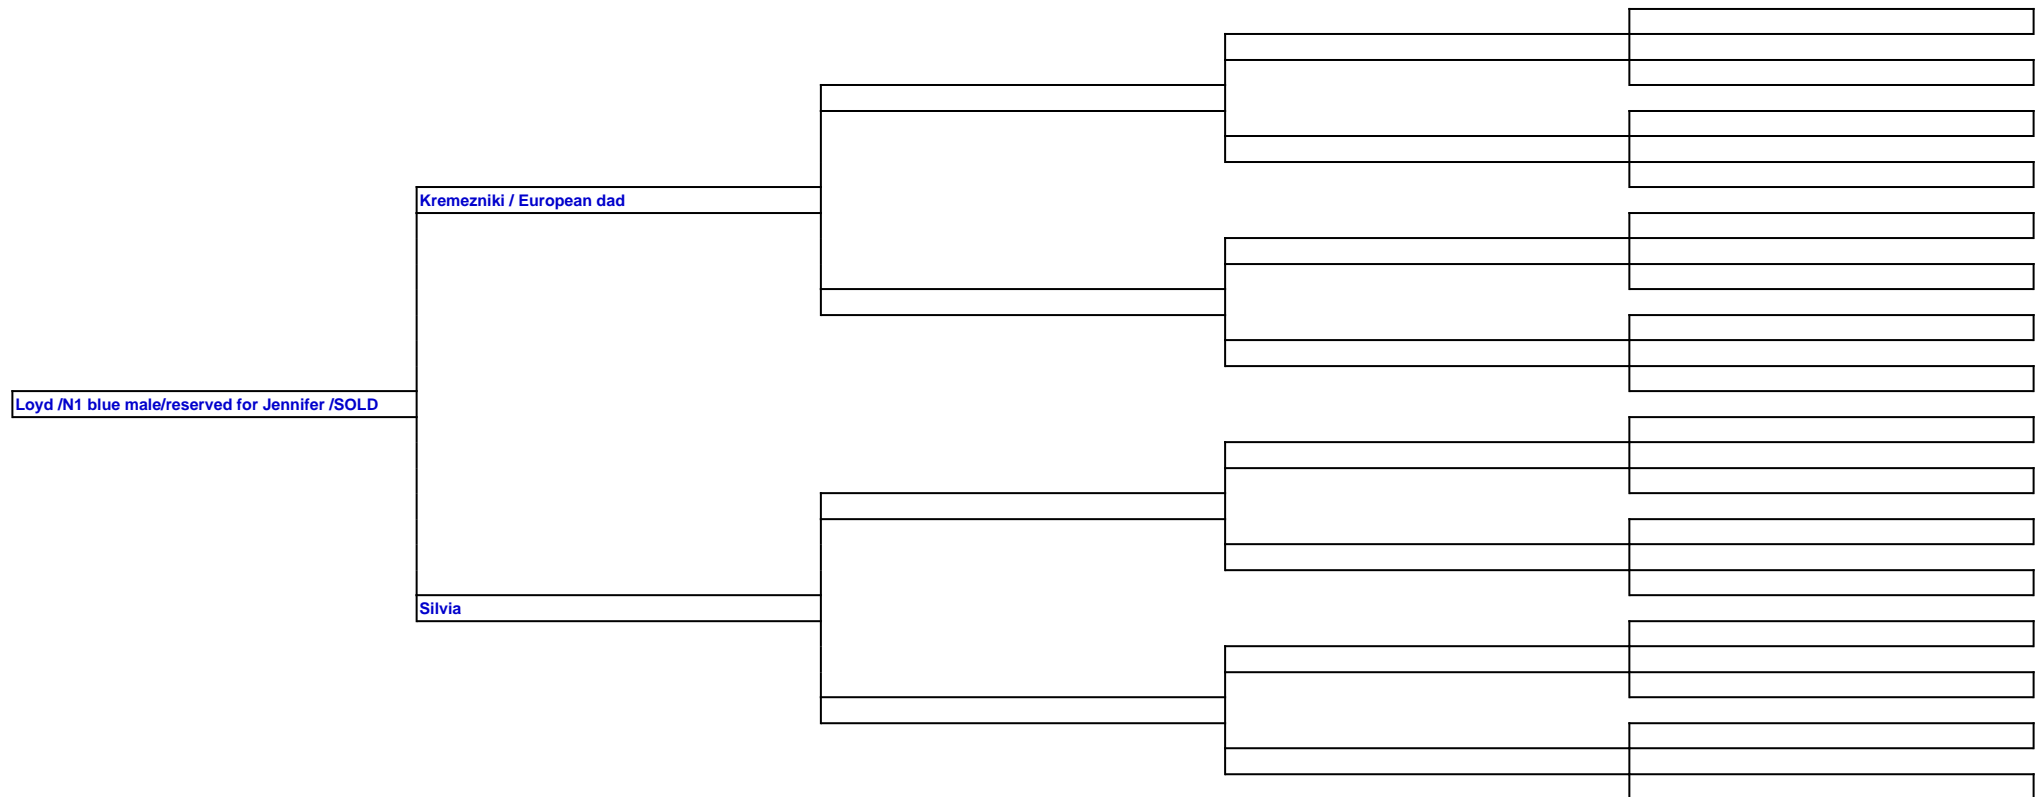 Kremezniki / European dad
Loyd /N1 blue male/reserved for Jennifer /SOLD
Silvia